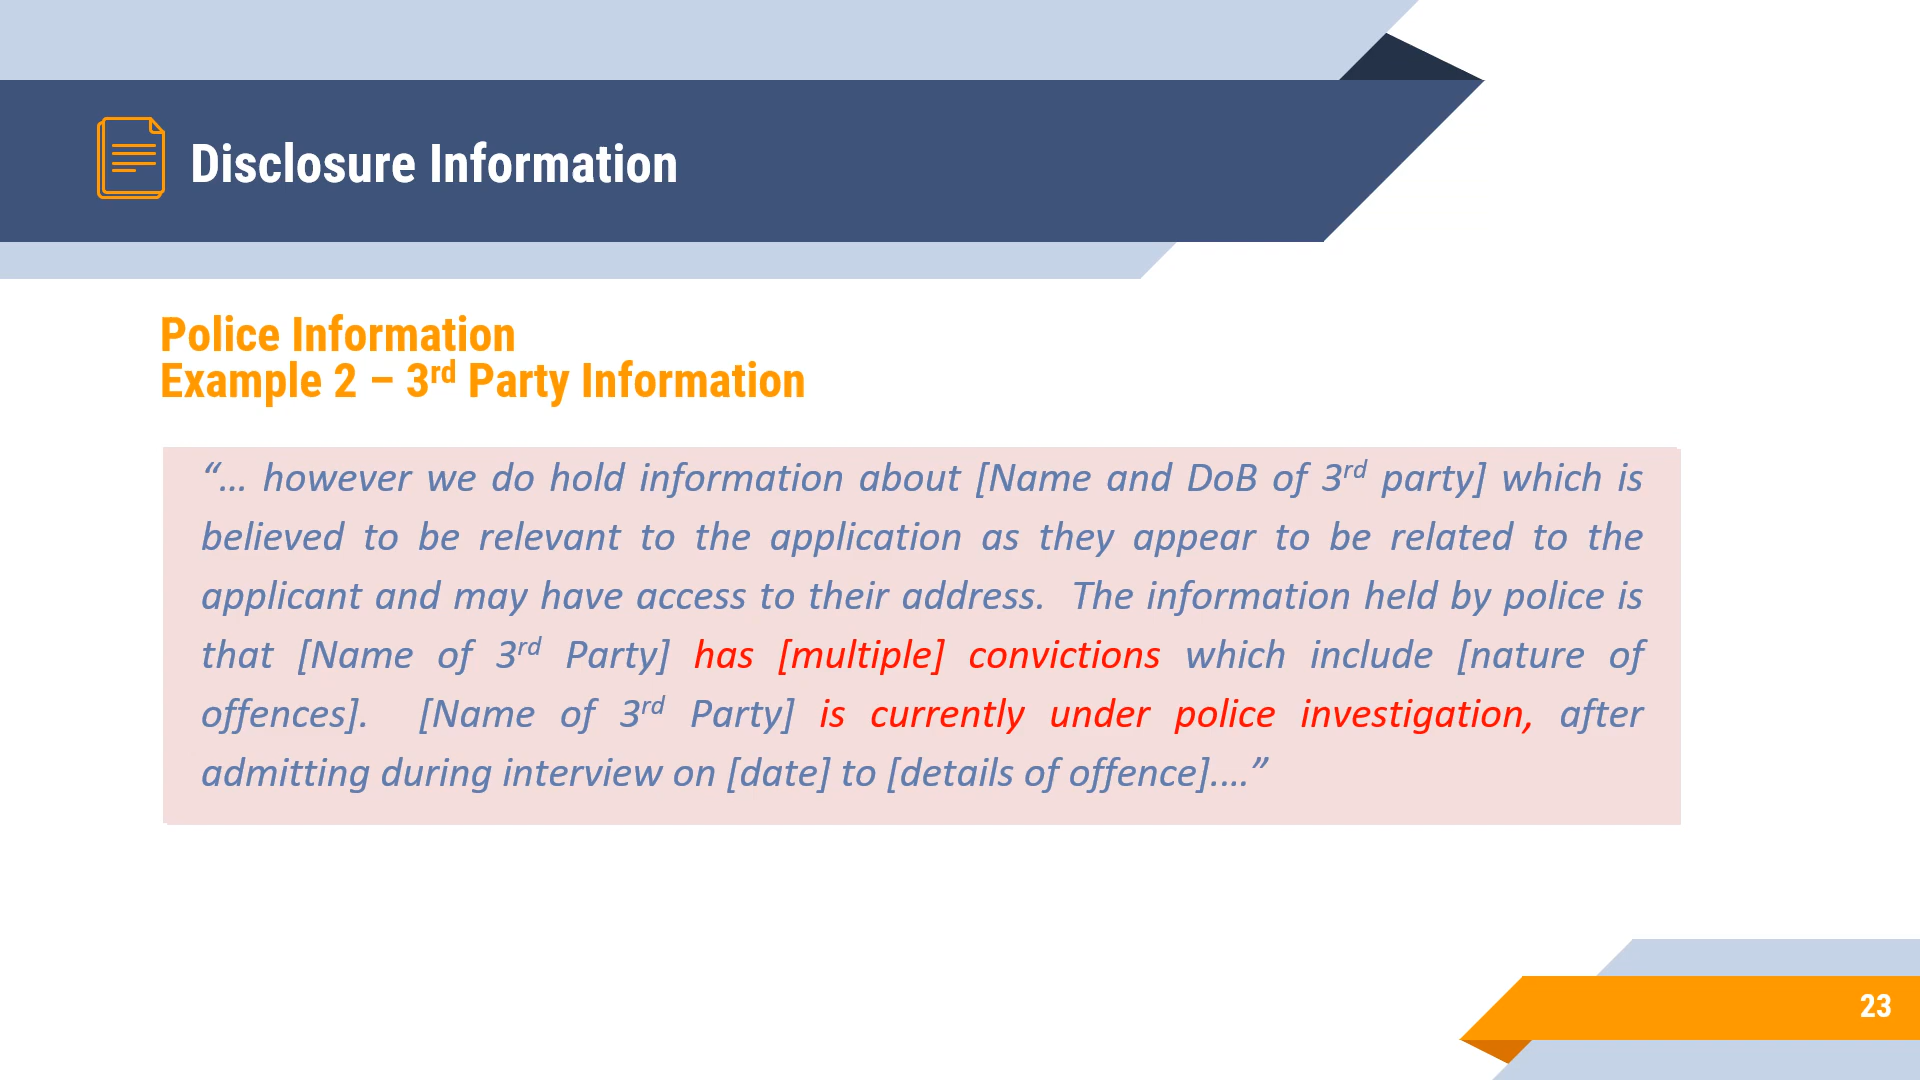 Disclosure Information
Police Information
Example 2 – 3rd Party Information
“… however we do hold information about [Name and DoB of 3rd party] which is
believed to be relevant to the application as they appear to be related to the
applicant and may have access to their address. The information held by police is
that [Name of 3rd Party] has [multiple] convictions which include [nature of
offences]. [Name of 3rd Party] is currently under police investigation, after
admitting during interview on [date] to [details of offence]….”
23